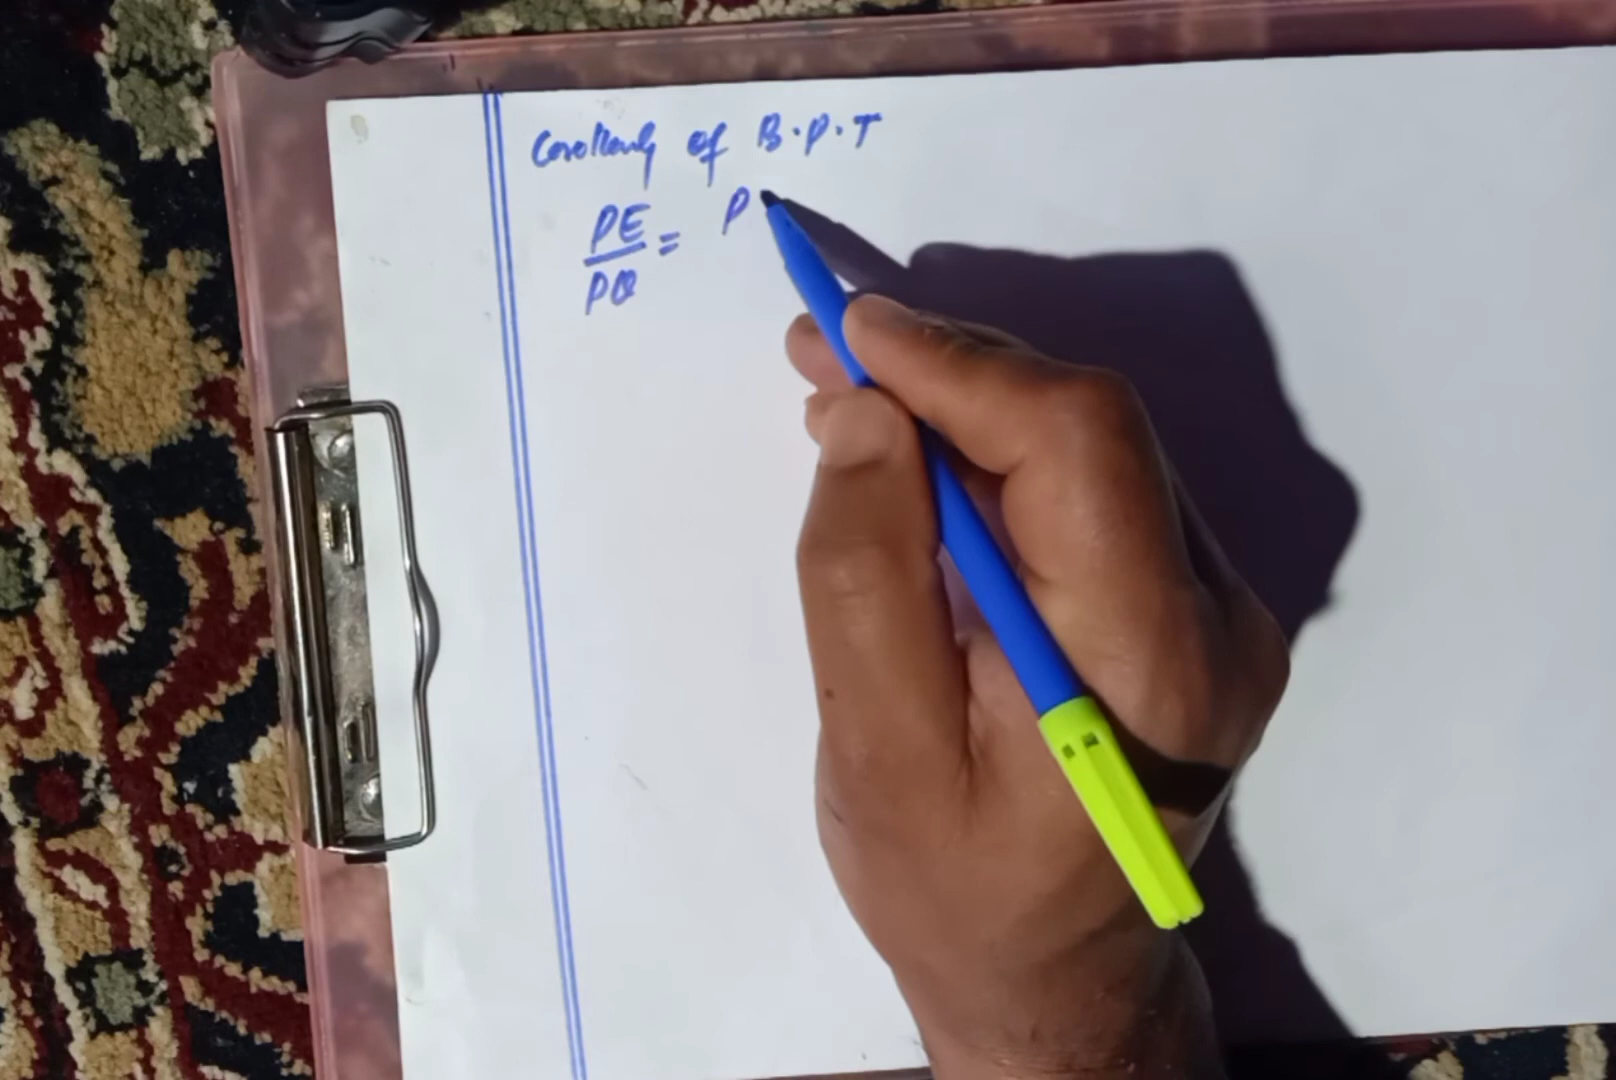 Corollary of B.P.T
PE/PQ = P